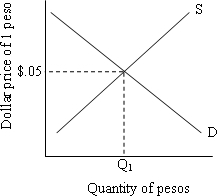 Dollar price of 1 peso
S
$.05
D
Q1
Quantity of pesos